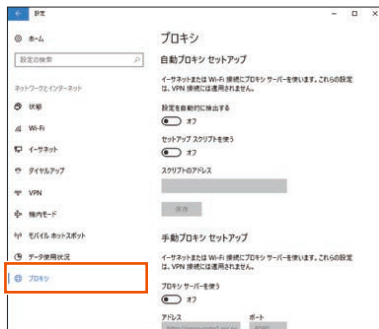 設定
ホーム
設定の検索
ネットワークとインターネット
状態
Wi-Fi
イーサネット
ダイヤルアップ
VPN
機内モード
モバイル ホットスポット
データ使用状況
プロキシ
プロキシ
自動プロキシ セットアップ
イーサネットまたは Wi-Fi 接続にプロキシ サーバーを使います。これらの設定
は、VPN 接続には適用されません。
設定を自動的に検出する
オフ
セットアップ スクリプトを使う
オフ
スクリプトのアドレス
保存
手動プロキシ セットアップ
イーサネットまたは Wi-Fi 接続にプロキシ サーバーを使います。これらの設定
は、VPN 接続には適用されません。
プロキシ サーバーを使う
オフ
アドレス ポート